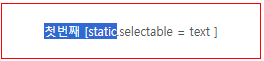 첫번째 [static.selectable = text ]